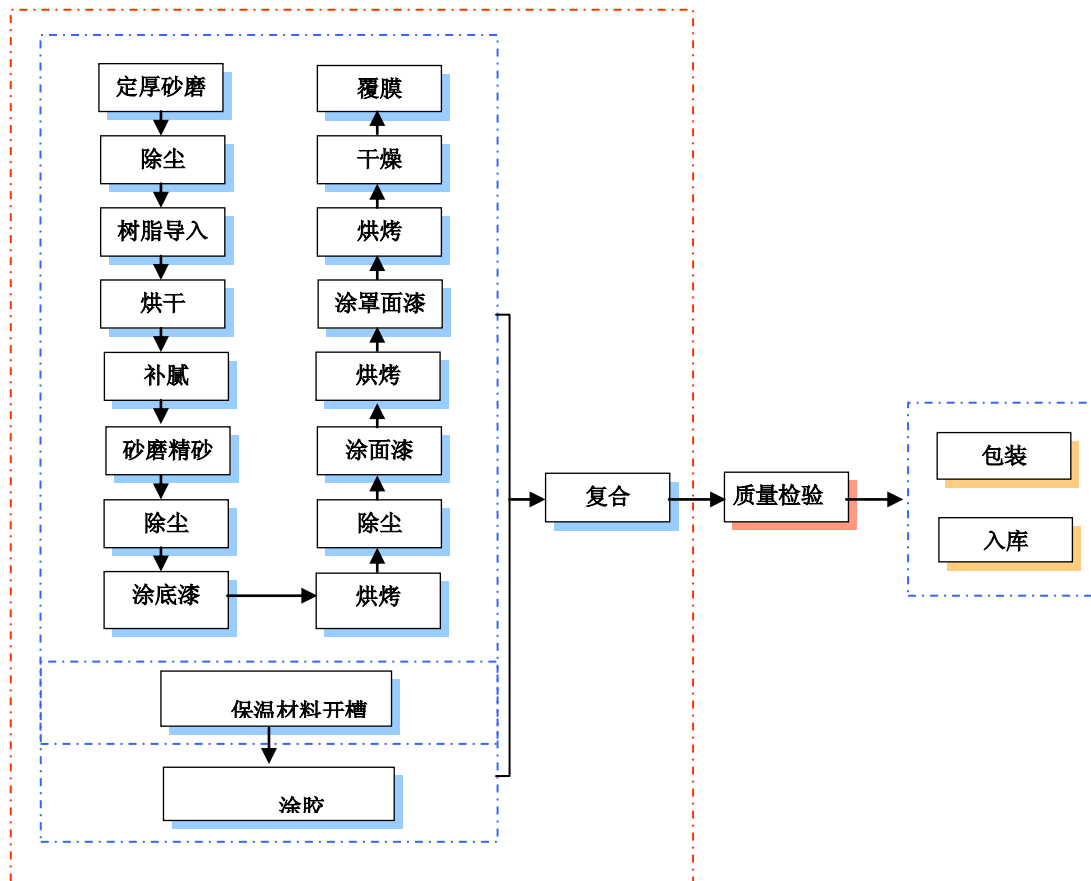 定厚砂磨
除尘
树脂导入
烘干
补腻
砂磨精砂
除尘
涂底漆
覆膜
干燥
烘烤
涂罩面漆
烘烤
涂面漆
除尘
烘烤
保温材料开槽
涂胶
复合
质量检验
包装
入库